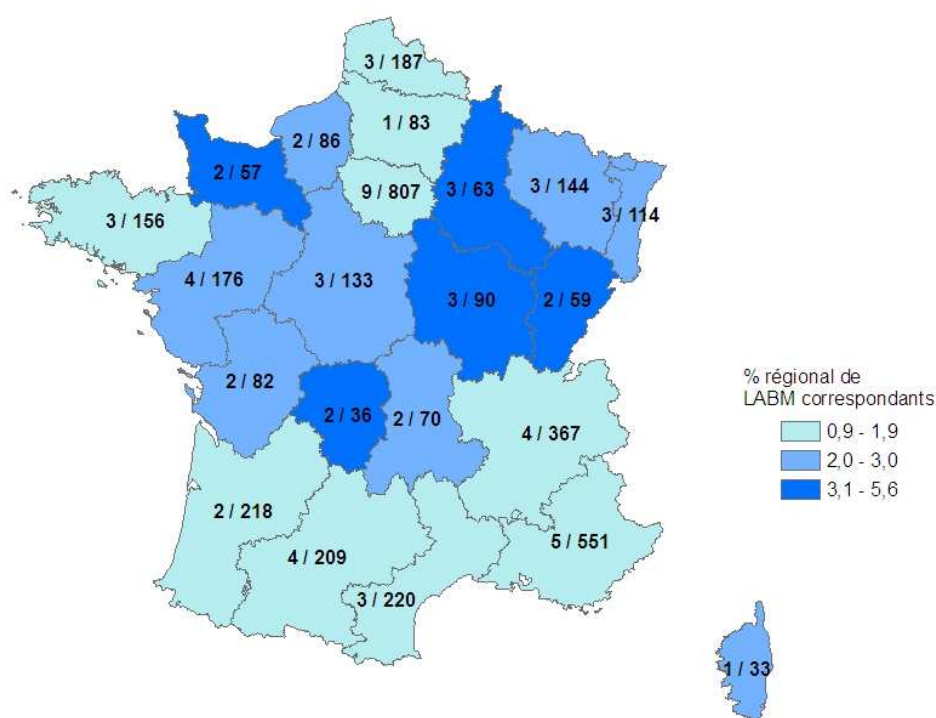 3 / 187
1 / 83
2 / 86
2 / 57
9 / 807
3 / 63
3 / 144
3 / 114
3 / 156
4 / 176
3 / 133
3 / 90
2 / 59
2 / 82
2 / 36
2 / 70
4 / 367
2 / 218
4 / 209
3 / 220
5 / 551
1 / 33
% régional de
LABM correspondants
0,9 - 1,9
2,0 - 3,0
3,1 - 5,6